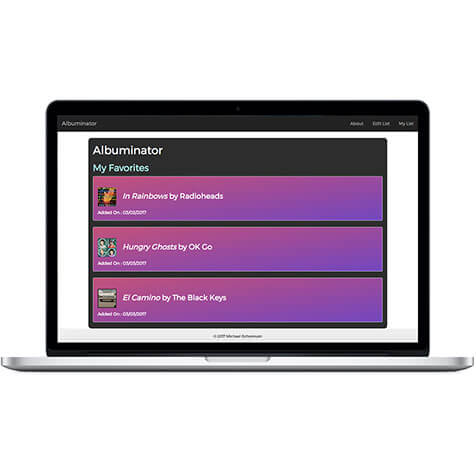 Albuminator
About Edit List My List
Albuminator
My Favorites
In Rainbows by Radioheads
Added On : 03/03/2017
Hungry Ghosts by OK Go
Added On : 03/03/2017
El Camino by The Black Keys
Added On : 03/03/2017
© 2017 Michael